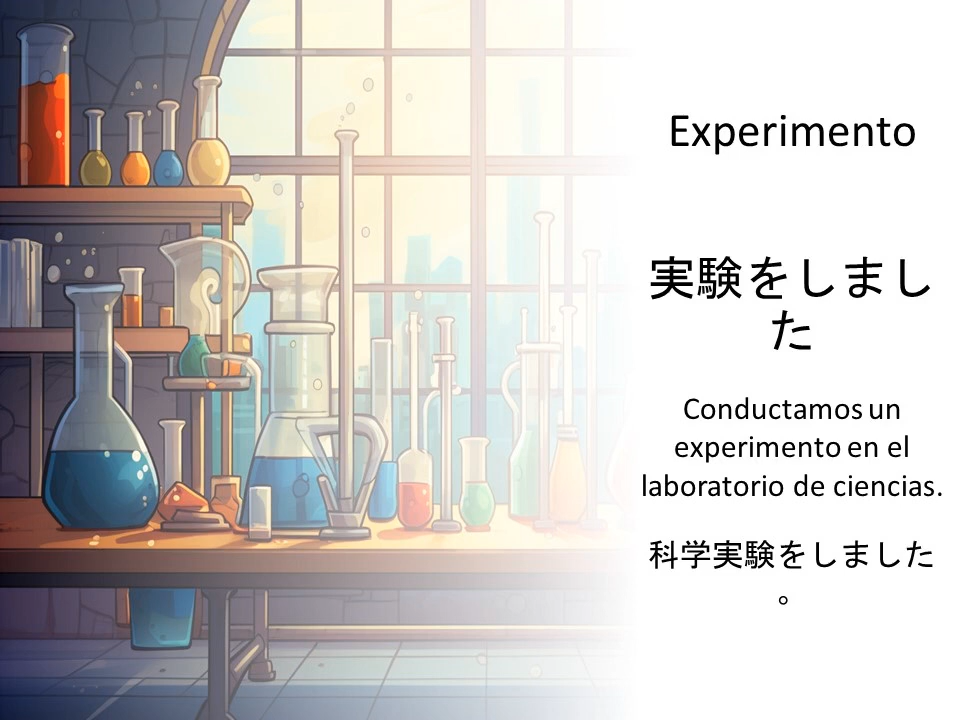 Experimento
実験をしまし
た
Conductamos un
experimento en el
laboratorio de ciencias.
科学実験をしました
。